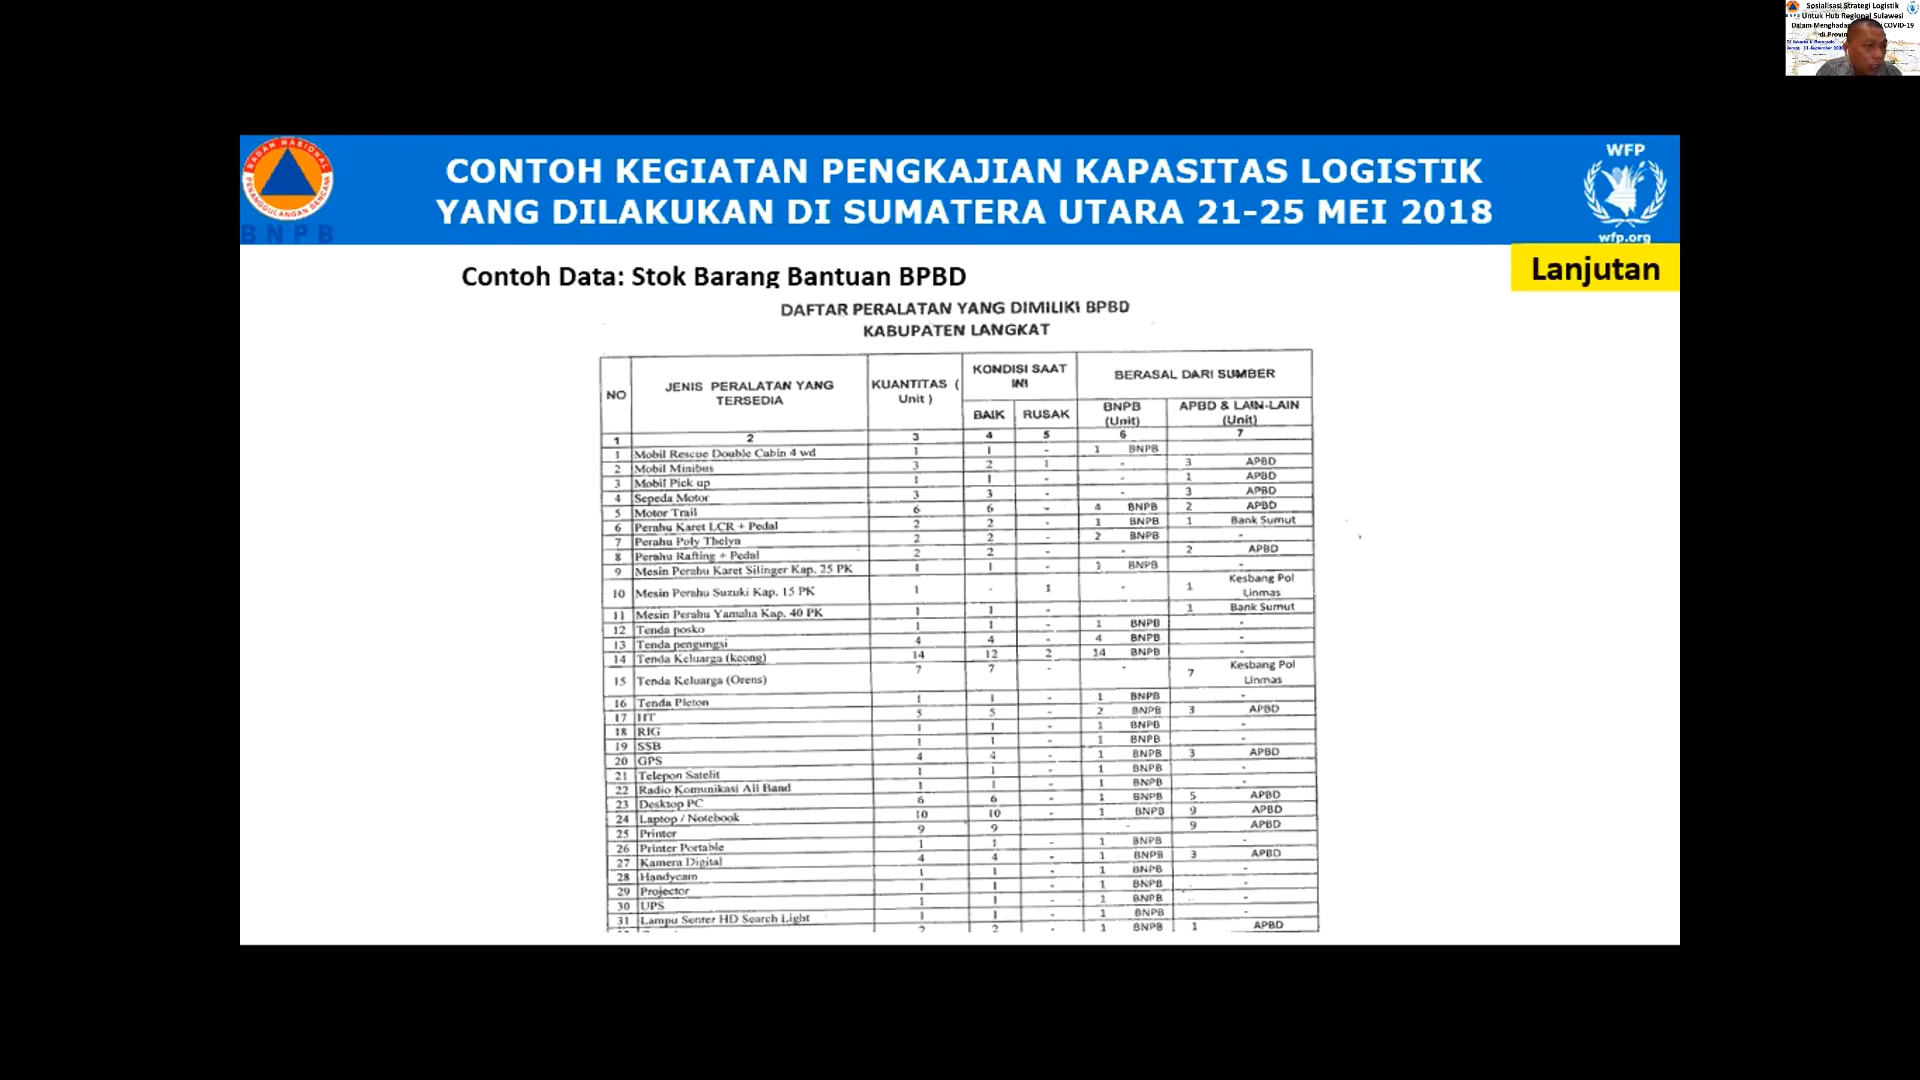 Sosialisasi Strategi Logistik
Untuk Hub Regional Sulawesi
COVID-19
BADAN NASIONAL
PENANGGULANGAN BENCANA
BNPB
CONTOH KEGIATAN PENGKAJIAN KAPASITAS LOGISTIK
YANG DILAKUKAN DI SUMATERA UTARA 21-25 MEI 2018
WFP
wfp.org
Lanjutan
Contoh Data: Stok Barang Bantuan BPBD
DAFTAR PERALATAN YANG DIMILIKI BPBD
KABUPATEN LANGKAT
NO JENIS PERALATAN YANG TERSEDIA KUANTITAS ( Unit ) KONDISI SAAT INI BERASAL DARI SUMBER
BAIK RUSAK BNPB (Unit) APBD & LAIN-LAIN (Unit)
1 2 3 4 5 6 7
1 Mobil Rescue Double Cabin 4 wd 1 1 - 1 BNPB
2 Mobil Minibus 3 2 1 - 3 APBD
3 Mobil Pick up 1 1 - - 1 APBD
4 Sepeda Motor 3 3 - - 3 APBD
5 Motor Trail 6 6 - 4 BNPB 2 APBD
6 Perahu Karet LCR + Pedal 2 2 - 1 BNPB 1 Bank Sumut
7 Perahu Poly Thelyn 2 2 - 2 BNPB -
8 Perahu Rafting + Pedal 2 2 - - 2 APBD
9 Mesin Perahu Karet Silinger Kap. 25 PK 1 1 - 1 BNPB -
10 Mesin Perahu Suzuki Kap. 15 PK 1 - 1 - 1 Kesbang Pol Linmas
11 Mesin Perahu Yamaha Kap. 40 PK 1 1 - 1 Bank Sumut
12 Tenda posko 1 1 - 1 BNPB -
13 Tenda pengungsi 4 4 - 4 BNPB -
14 Tenda Keluarga (keong) 14 12 2 14 BNPB -
15 Tenda Keluarga (Orens) 7 7 - - 7 Kesbang Pol Linmas
16 Tenda Pleton 1 1 - 1 BNPB -
17 HT 5 5 - 2 BNPB 3 APBD
18 RIG 1 1 - 1 BNPB -
19 SSB 1 1 - 1 BNPB -
20 GPS 4 4 - 1 BNPB 3 APBD
21 Telepon Satelit 1 1 - 1 BNPB -
22 Radio Komunikasi All Band 1 1 - 1 BNPB -
23 Desktop PC 6 6 - 1 BNPB 5 APBD
24 Laptop / Notebook 10 10 - 1 BNPB 9 APBD
25 Printer 9 9 - 9 APBD
26 Printer Portable 1 1 - 1 BNPB -
27 Kamera Digital 4 4 - 1 BNPB 3 APBD
28 Handycam 1 1 - 1 BNPB -
29 Projector 1 1 - 1 BNPB -
30 UPS 1 1 - 1 BNPB -
31 Lampu Senter HD Search Light 1 1 - 1 BNPB -
2 2 - 1 BNPB 1 APBD